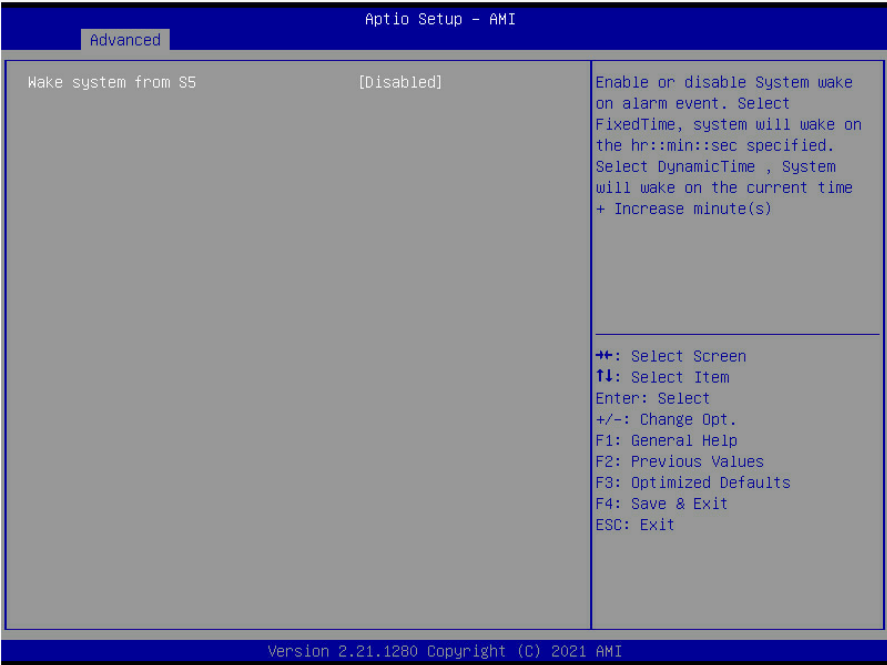 Aptio Setup – AMI
Advanced
Wake system from S5 [Disabled]
Enable or disable System wake
on alarm event. Select
FixedTime, system will wake on
the hr::min::sec specified.
Select DynamicTime , System
will wake on the current time
+ Increase minute(s)
→←: Select Screen
↑↓: Select Item
Enter: Select
+/-: Change Opt.
F1: General Help
F2: Previous Values
F3: Optimized Defaults
F4: Save & Exit
ESC: Exit
Version 2.21.1280 Copyright (C) 2021 AMI